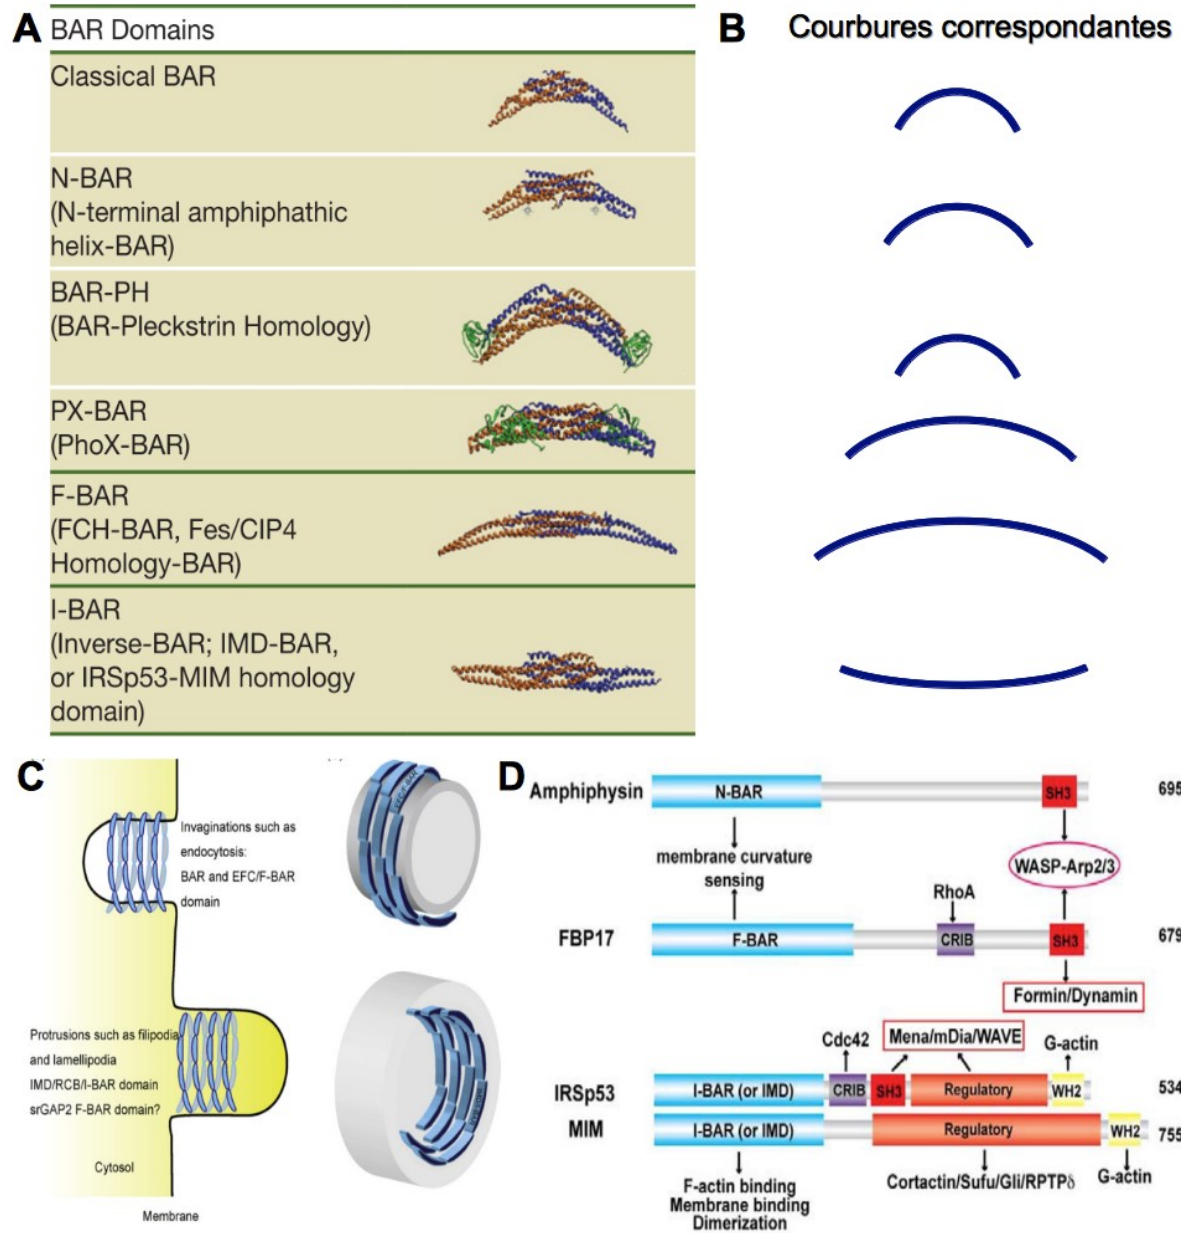 A
BAR Domains
Classical BAR
N-BAR
(N-terminal amphiphathic
helix-BAR)
BAR-PH
(BAR-Pleckstrin Homology)
PX-BAR
(PhoX-BAR)
F-BAR
(FCH-BAR, Fes/CIP4
Homology-BAR)
I-BAR
(Inverse-BAR; IMD-BAR,
or IRSp53-MIM homology
domain)
B
Courbures correspondantes
C
Invaginations such as
endocytosis:
BAR and EFC/F-BAR
domain
Protrusions such as filipodia
and lamellipodia
IMD/RCB/I-BAR domain
srGAP2 F-BAR domain?
Cytosol
Membrane
EFC/F-BAR
D
Amphiphysin
N-BAR
SH3
695
membrane curvature
sensing
WASP-Arp2/3
RhoA
FBP17
F-BAR
CRIB
SH3
679
Formin/Dynamin
Cdc42
Mena/mDia/WAVE
G-actin
IRSp53
I-BAR (or IMD)
CRIB
SH3
Regulatory
WH2
534
MIM
I-BAR (or IMD)
Regulatory
WH2
755
F-actin binding
Membrane binding
Dimerization
Cortactin/Sufu/Gli/RPTPδ
G-actin